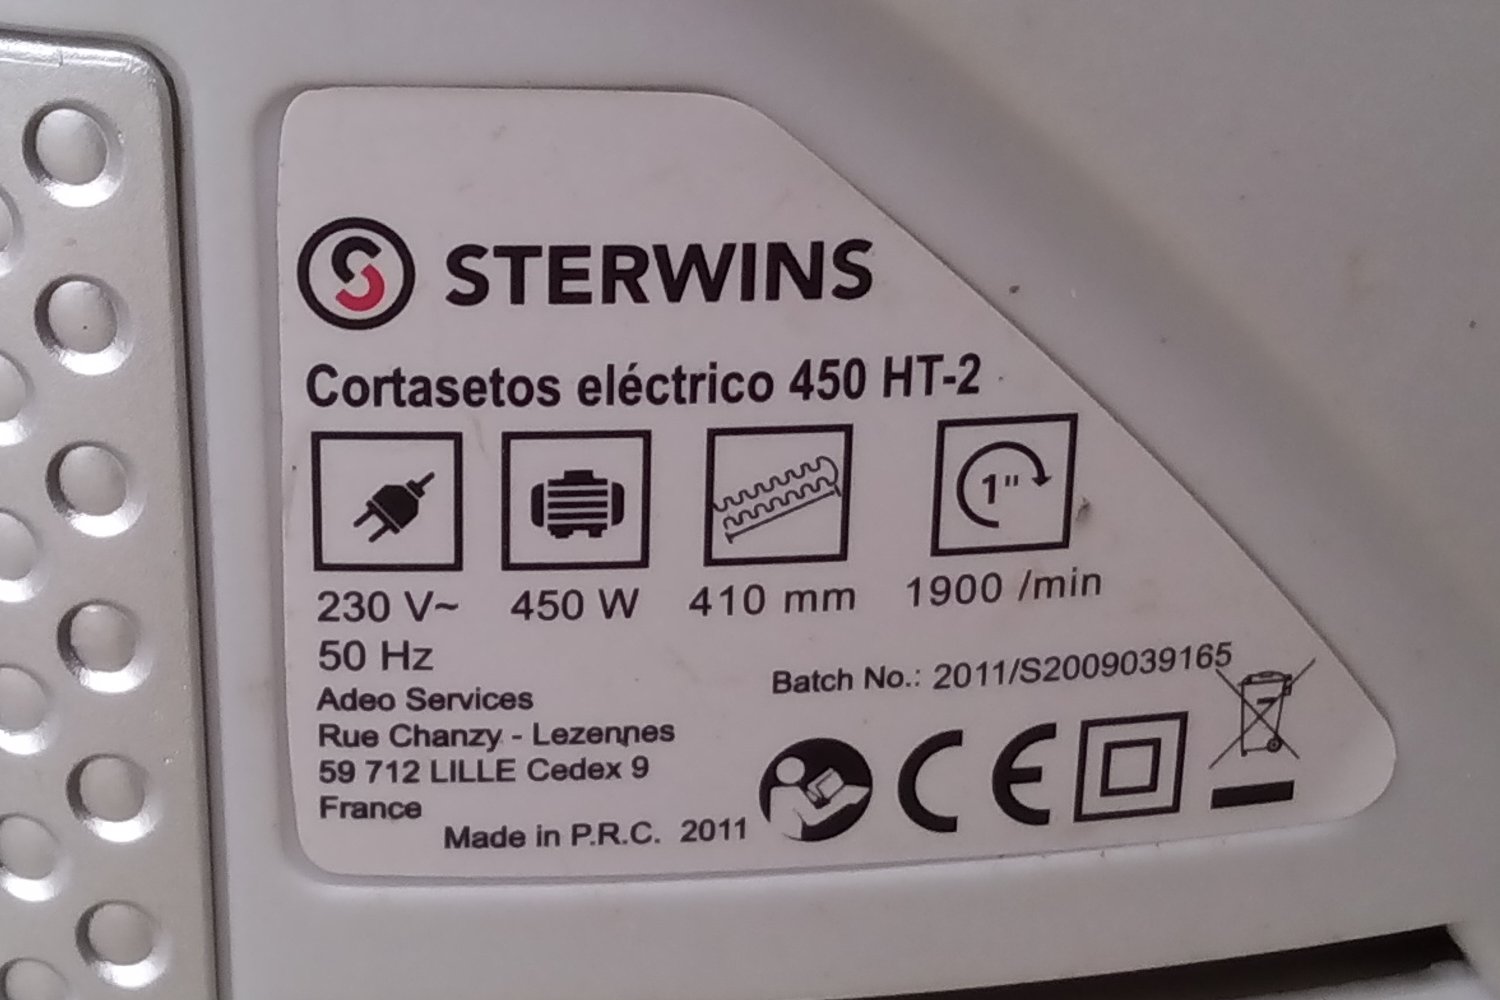 STERWINS
Cortasetos eléctrico 450 HT-2
1"
230 V~ 450 W 410 mm 1900 /min
50 Hz
Batch No.: 2011/S2009039165
Adeo Services
Rue Chanzy - Lezennes
59 712 LILLE Cedex 9
France
Made in P.R.C. 2011
CE